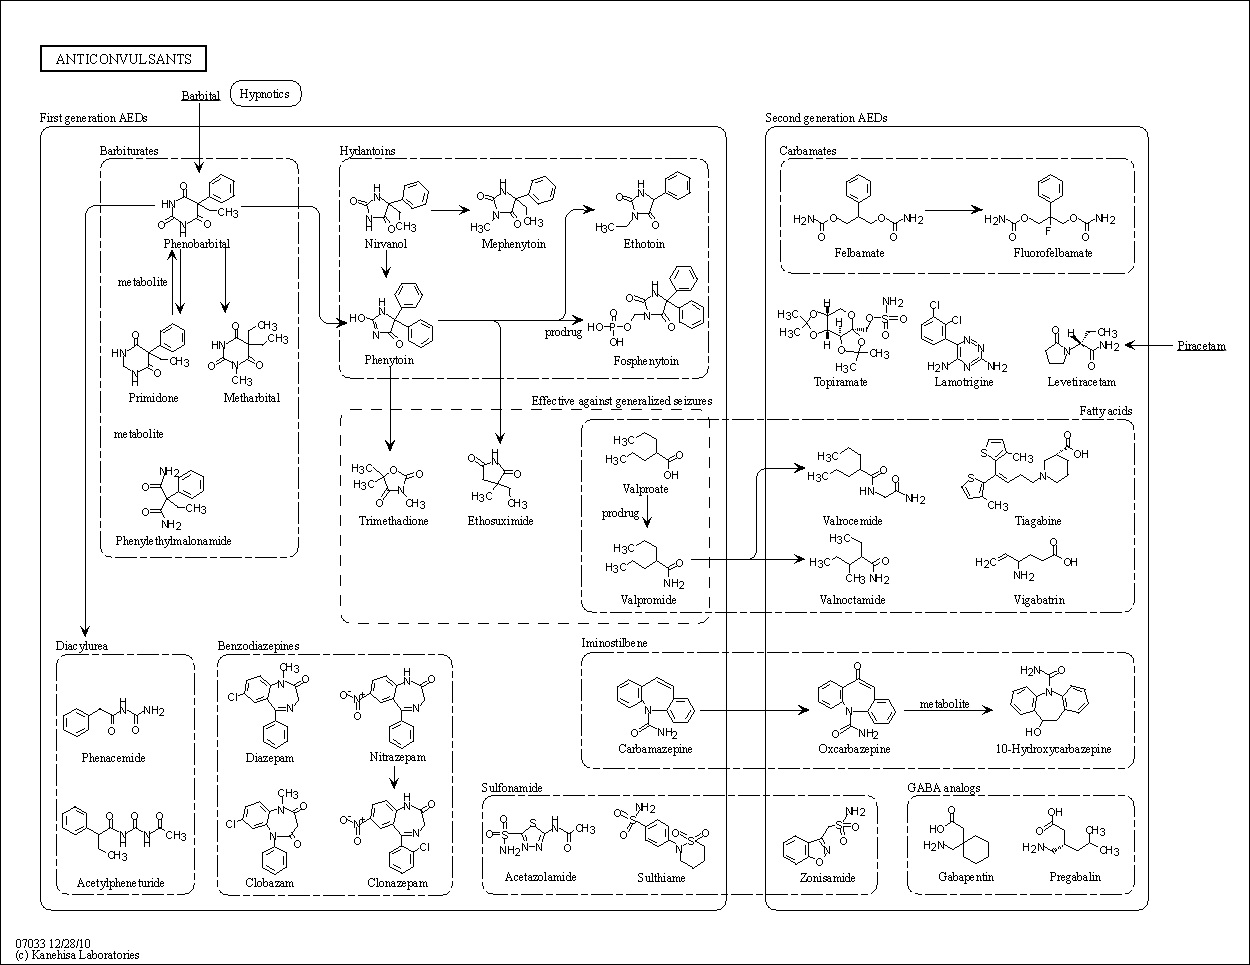 ANTICONVULSANTS
Barbital
Hypnotics
First generation AEDs
Second generation AEDs
Barbiturates
Hydantoins
Carbamates
Phenobarbital
Nirvanol
Mephenytoin
Ethotoin
Felbamate
Fluorofelbamate
metabolite
prodrug
Phenytoin
Fosphenytoin
Piracetam
Topiramate
Lamotrigine
Levetiracetam
Primidone
Metharbital
Effective against generalized seizures
Fatty acids
metabolite
Valproate
prodrug
Trimethadione
Ethosuximide
Valrocemide
Tiagabine
Phenylethylmalonamide
Valpromide
Valnoctamide
Vigabatrin
Diacylurea
Benzodiazepines
Iminostilbene
metabolite
Phenacemide
Diazepam
Nitrazepam
Carbamazepine
Oxcarbazepine
10-Hydroxycarbazepine
Sulfonamide
GABA analogs
Acetylpheneturide
Clobazam
Clonazepam
Acetazolamide
Sulthiame
Zonisamide
Gabapentin
Pregabalin
07033 12/28/10
(c) Kanehisa Laboratories